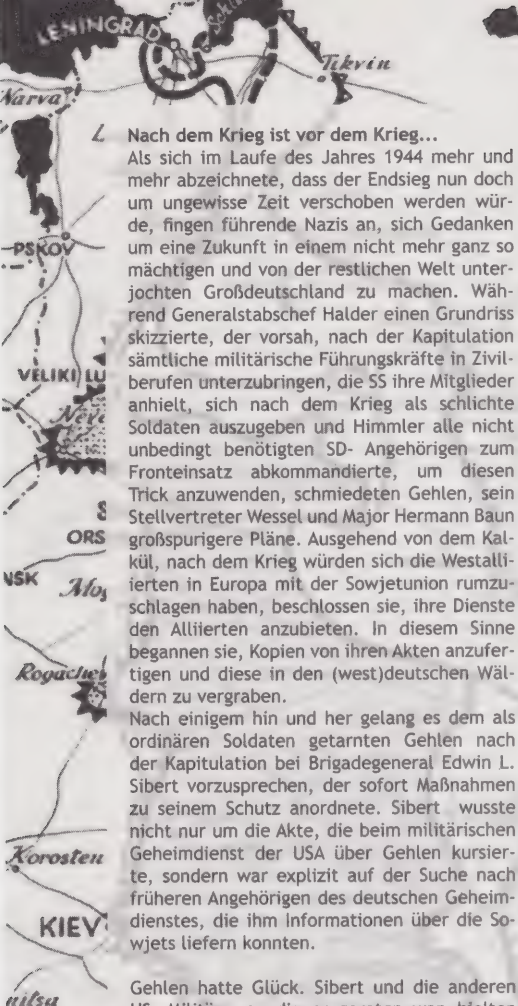 LENINGRAD
Tikvin
Narva
Nach dem Krieg ist vor dem Krieg...
Als sich im Laufe des Jahres 1944 mehr und
mehr abzeichnete, dass der Endsieg nun doch
um ungewisse Zeit verschoben werden wür-
de, fingen führende Nazis an, sich Gedanken
um eine Zukunft in einem nicht mehr ganz so
mächtigen und von der restlichen Welt unter-
jochten Großdeutschland zu machen. Wäh-
rend Generalstabschef Halder einen Grundriss
skizzierte, der vorsah, nach der Kapitulation
sämtliche militärische Führungskräfte in Zivil-
berufen unterzubringen, die SS ihre Mitglieder
anhielt, sich nach dem Krieg als schlichte
Soldaten auszugeben und Himmler alle nicht
unbedingt benötigten SD- Angehörigen zum
Fronteinsatz abkommandierte, um diesen
Trick anzuwenden, schmiedeten Gehlen, sein
Stellvertreter Wessel und Major Hermann Baun
großspurigere Pläne. Ausgehend von dem Kal-
kül, nach dem Krieg würden sich die Westalli-
ierten in Europa mit der Sowjetunion rumzu-
schlagen haben, beschlossen sie, ihre Dienste
den Alliierten anzubieten. In diesem Sinne
begannen sie, Kopien von ihren Akten anzufer-
tigen und diese in den (west)deutschen Wäl-
dern zu vergraben.
Nach einigem hin und her gelang es dem als
ordinären Soldaten getarnten Gehlen nach
der Kapitulation bei Brigadegeneral Edwin L.
Sibert vorzusprechen, der sofort Maßnahmen
zu seinem Schutz anordnete. Sibert wusste
nicht nur um die Akte, die beim militärischen
Geheimdienst der USA über Gehlen kursier-
te, sondern war explizit auf der Suche nach
früheren Angehörigen des deutschen Geheim-
dienstes, die ihm Informationen über die So-
wjets liefern konnten.
Gehlen hatte Glück. Sibert und die anderen
PSKOV
VELIKI LU
ORS
NSK
Rogachev
Korosten
KIEV